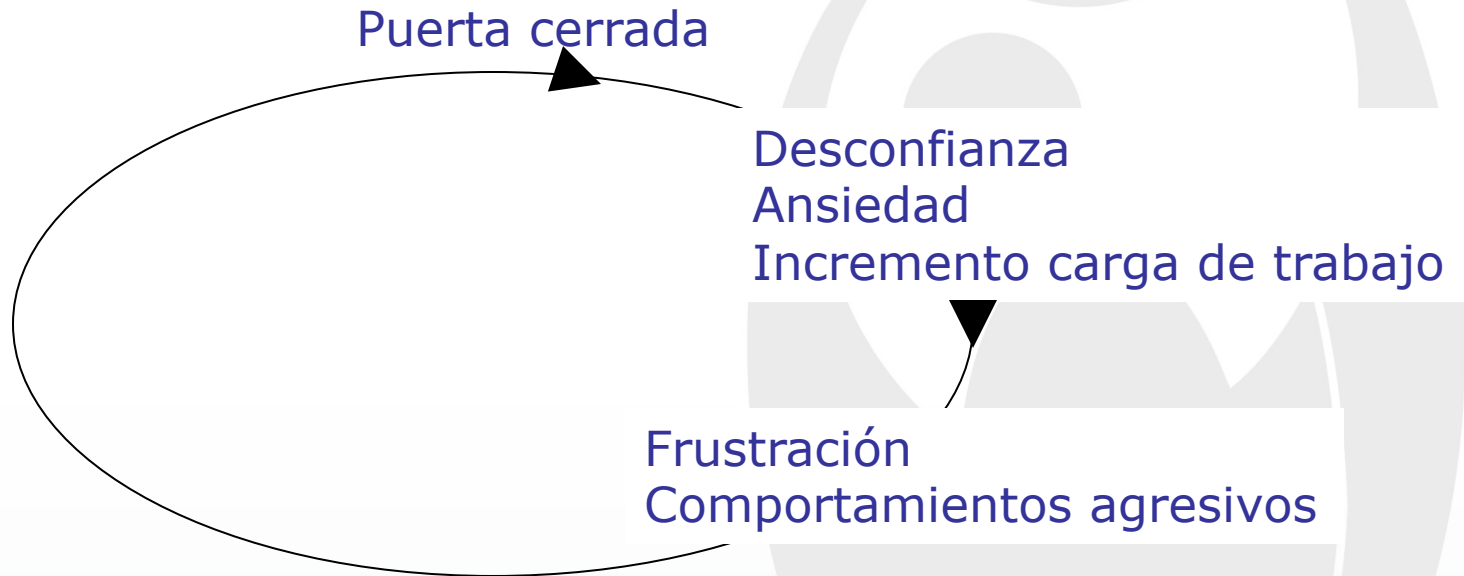 Puerta cerrada
Desconfianza
Ansiedad
Incremento carga de trabajo
Frustración
Comportamientos agresivos